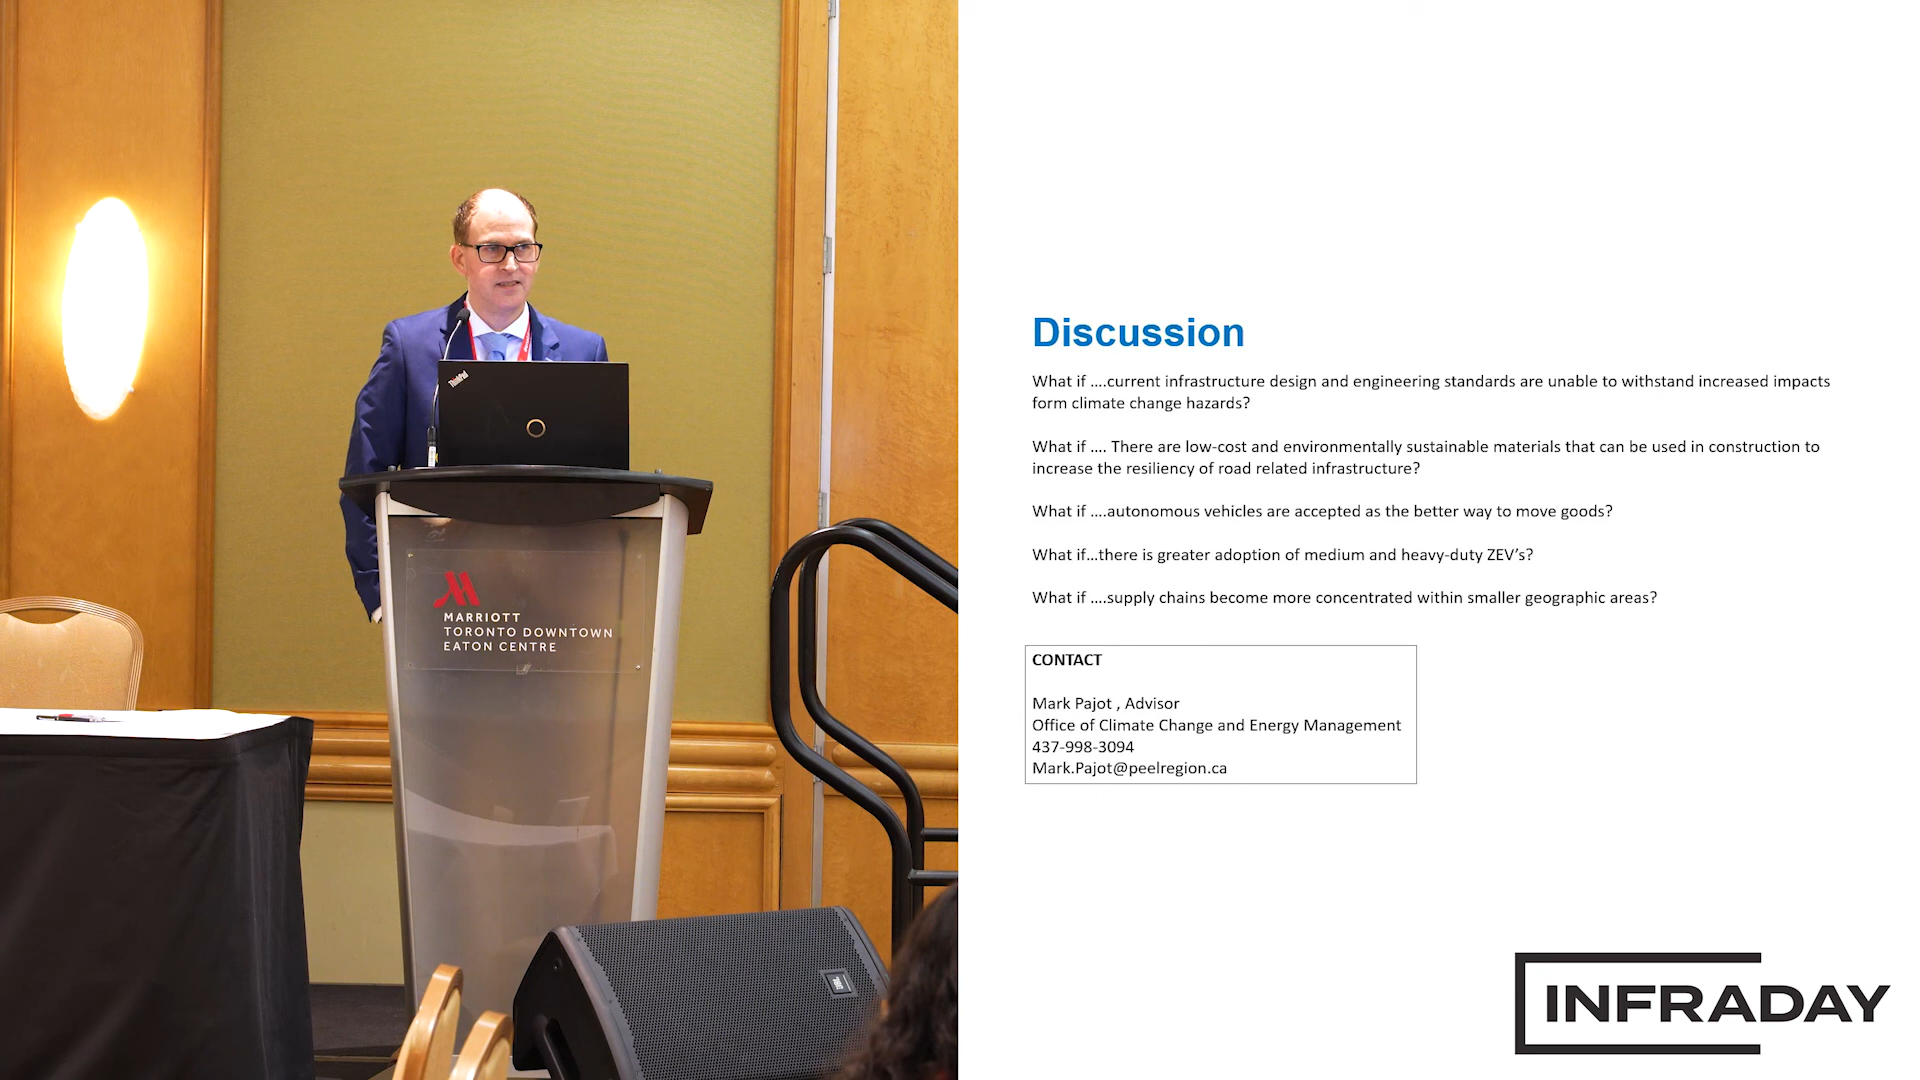 ThinkPad
MARRIOTT
TORONTO DOWNTOWN
EATON CENTRE
JBL
Discussion
What if ....current infrastructure design and engineering standards are unable to withstand increased impacts
form climate change hazards?
What if .... There are low-cost and environmentally sustainable materials that can be used in construction to
increase the resiliency of road related infrastructure?
What if ....autonomous vehicles are accepted as the better way to move goods?
What if...there is greater adoption of medium and heavy-duty ZEV's?
What if ....supply chains become more concentrated within smaller geographic areas?
CONTACT
Mark Pajot , Advisor
Office of Climate Change and Energy Management
437-998-3094
Mark.Pajot@peelregion.ca
INFRADAY